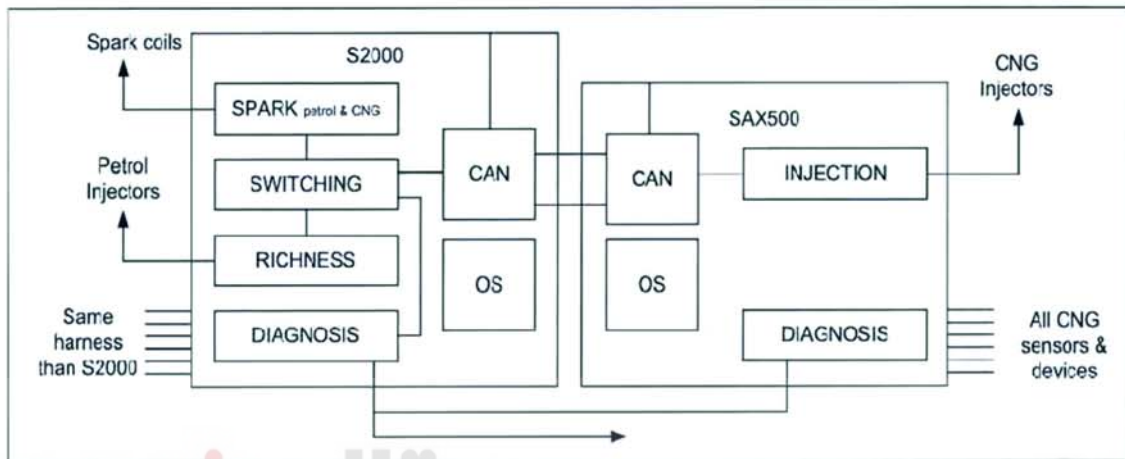 Spark coils
S2000
SPARK petrol & CNG
SWITCHING
RICHNESS
DIAGNOSIS
CAN
OS
Petrol
Injectors
Same
harness
than S2000
SAX500
CAN
OS
INJECTION
DIAGNOSIS
CNG
Injectors
All CNG
sensors &
devices